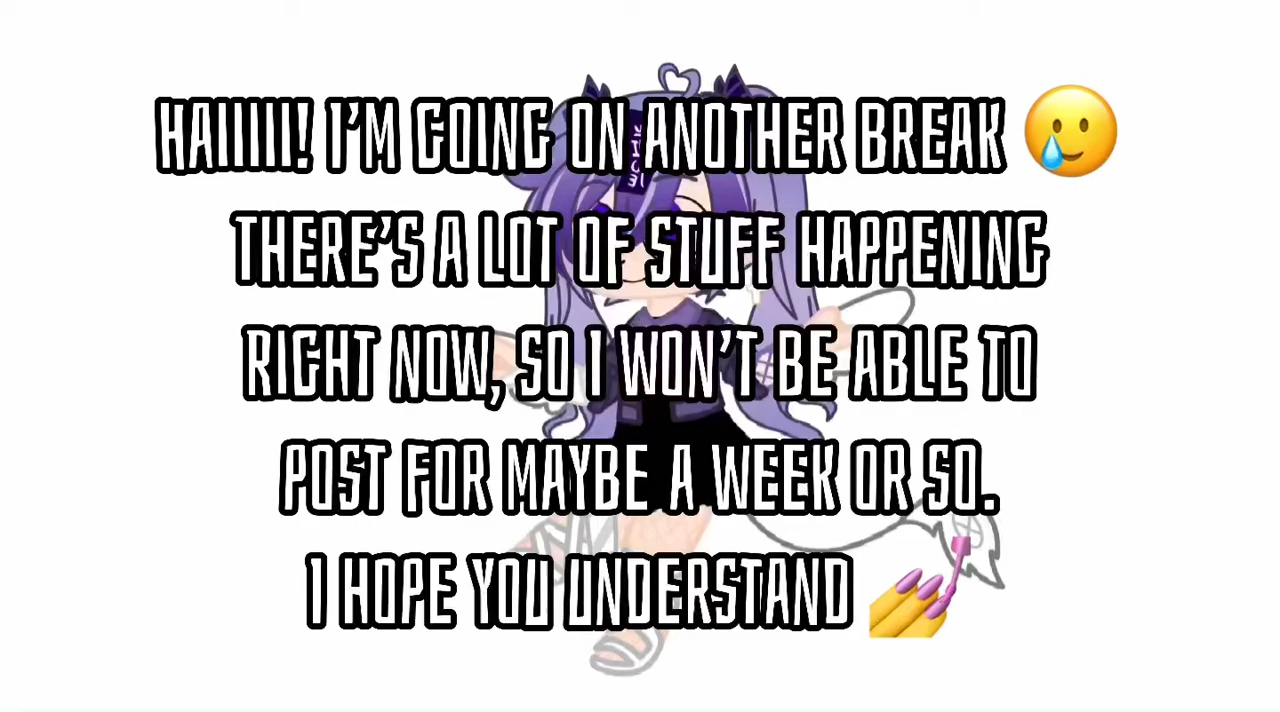 HAIIIIII! I'M GOING ON ANOTHER BREAK 🥲
THERE'S A LOT OF STUFF HAPPENING
RIGHT NOW, SO I WON'T BE ABLE TO
POST FOR MAYBE A WEEK OR SO.
I HOPE YOU UNDERSTAND 💅